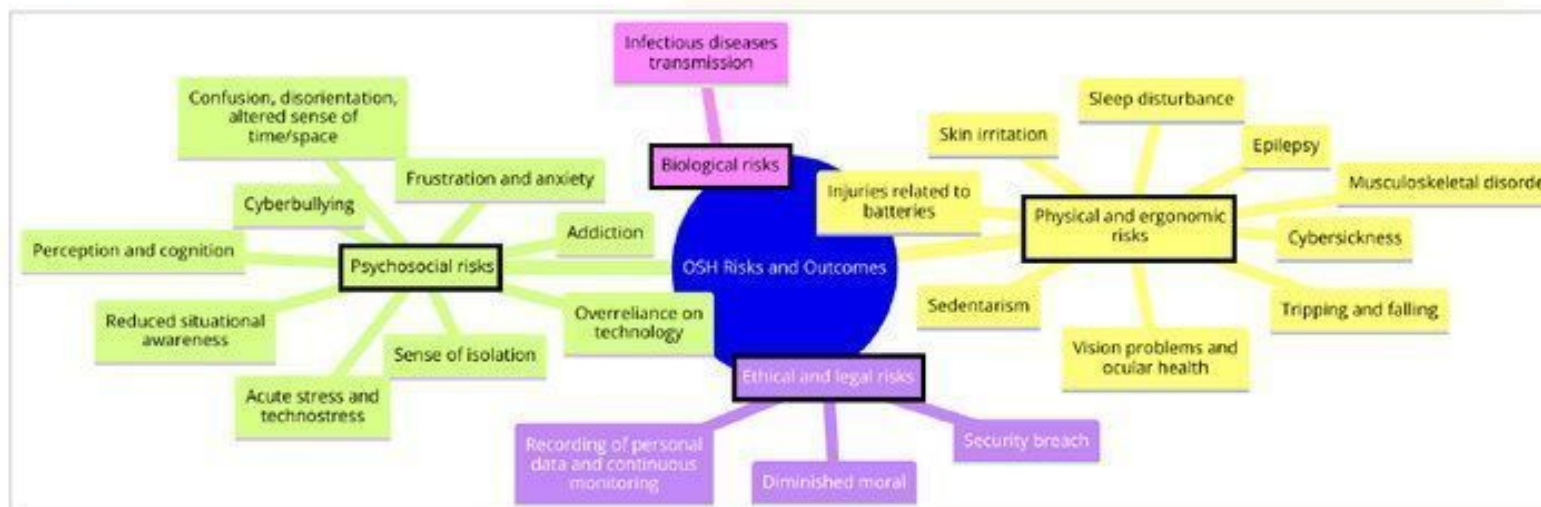 Infectious diseases
transmission
Biological risks
Confusion, disorientation,
altered sense of
time/space
Frustration and anxiety
Cyberbullying
Addiction
Perception and cognition
Psychosocial risks
Reduced situational
awareness
Overreliance on
technology
Sense of isolation
Acute stress and
technostress
OSH Risks and Outcomes
Sleep disturbance
Skin irritation
Epilepsy
Injuries related to
batteries
Musculoskeletal disorde
Physical and ergonomic
risks
Cybersickness
Sedentarism
Tripping and falling
Vision problems and
ocular health
Ethical and legal risks
Recording of personal
data and continuous
monitoring
Diminished moral
Security breach